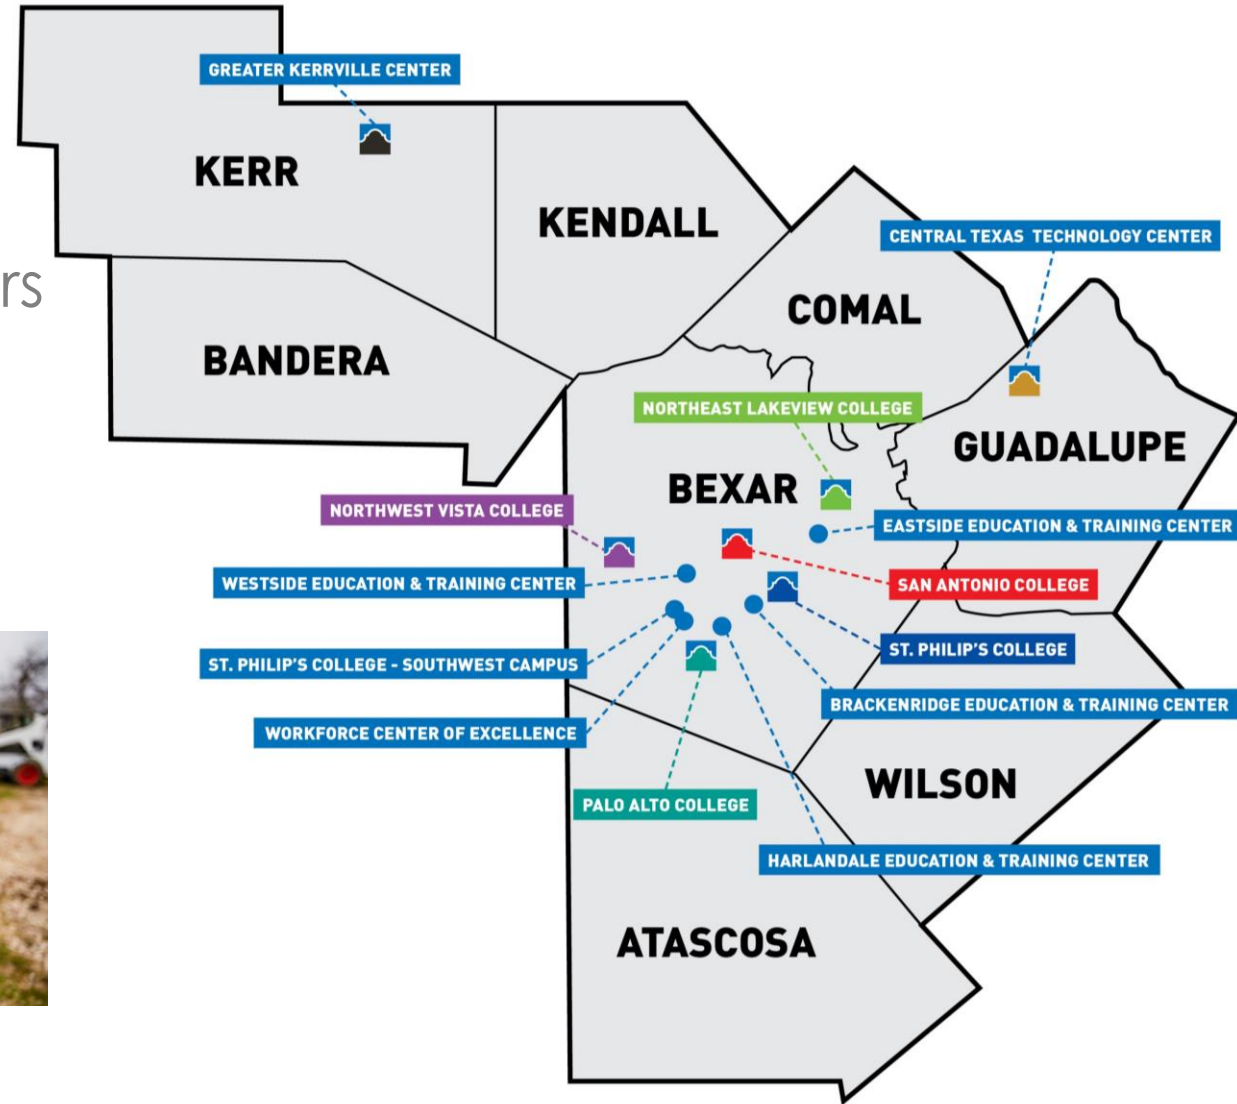 GREATER KERRVILLE CENTER
KERR
KENDALL
CENTRAL TEXAS TECHNOLOGY CENTER
rs
COMAL
BANDERA
NORTHEAST LAKEVIEW COLLEGE
GUADALUPE
BEXAR
NORTHWEST VISTA COLLEGE
EASTSIDE EDUCATION & TRAINING CENTER
WESTSIDE EDUCATION & TRAINING CENTER
SAN ANTONIO COLLEGE
ST. PHILIP'S COLLEGE
ST. PHILIP'S COLLEGE - SOUTHWEST CAMPUS
BRACKENRIDGE EDUCATION & TRAINING CENTER
WORKFORCE CENTER OF EXCELLENCE
WILSON
PALO ALTO COLLEGE
HARLANDALE EDUCATION & TRAINING CENTER
ATASCOSA